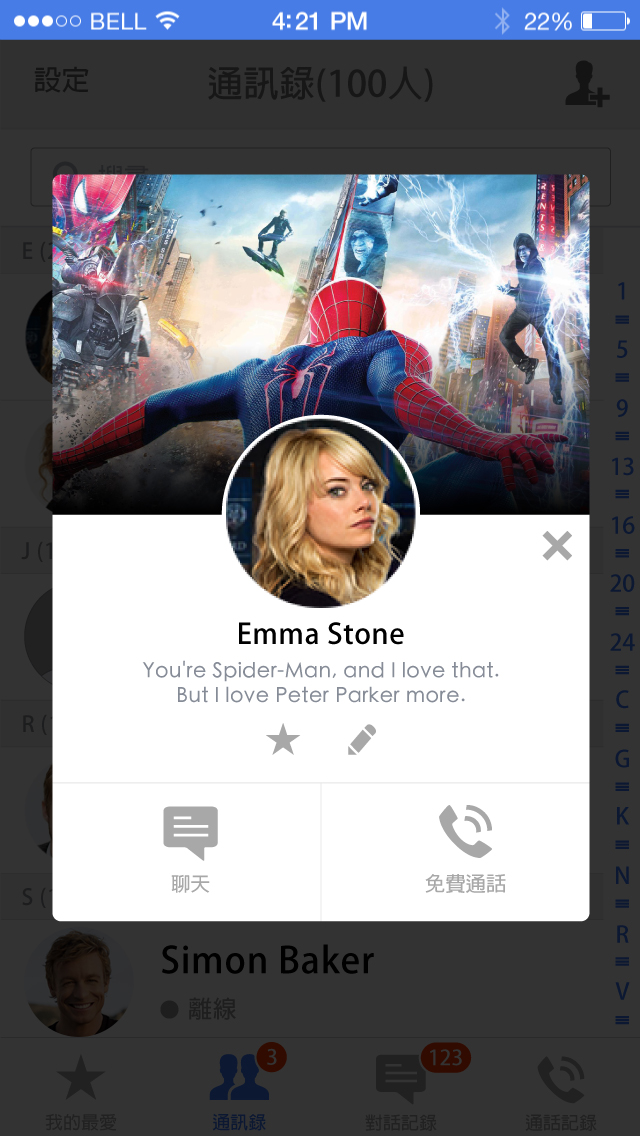 BELL
4:21 PM
22%
設定
通訊錄(100人)
E (
Emma Stone
You're Spider-Man, and I love that.
But I love Peter Parker more.
聊天
免費通話
J (1
R (
S (
Simon Baker
離線
1
5
9
13
16
20
24
C
G
K
N
R
V
3
123
我的最愛
通訊錄
對話記錄
通話記錄